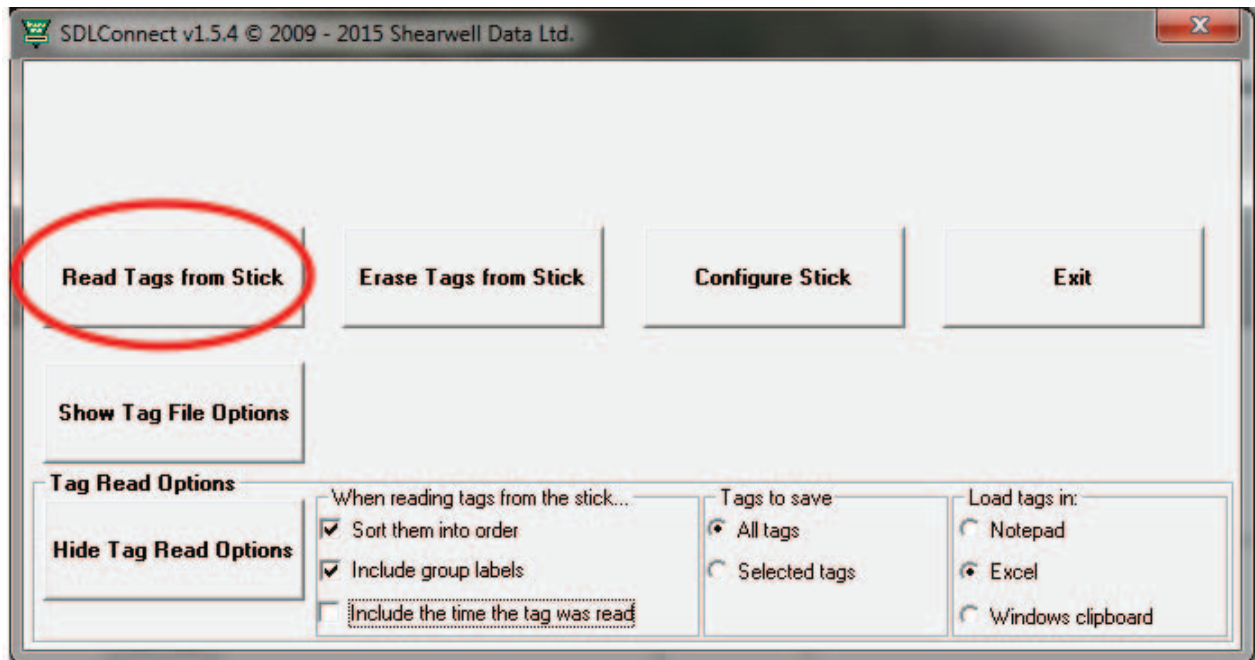 SDLConnect v1.5.4 © 2009 - 2015 Shearwell Data Ltd.
Read Tags from Stick
Erase Tags from Stick
Configure Stick
Exit
Show Tag File Options
Tag Read Options
Hide Tag Read Options
When reading tags from the stick...
Sort them into order
Include group labels
Include the time the tag was read
Tags to save
All tags
Selected tags
Load tags in:
Notepad
Excel
Windows clipboard